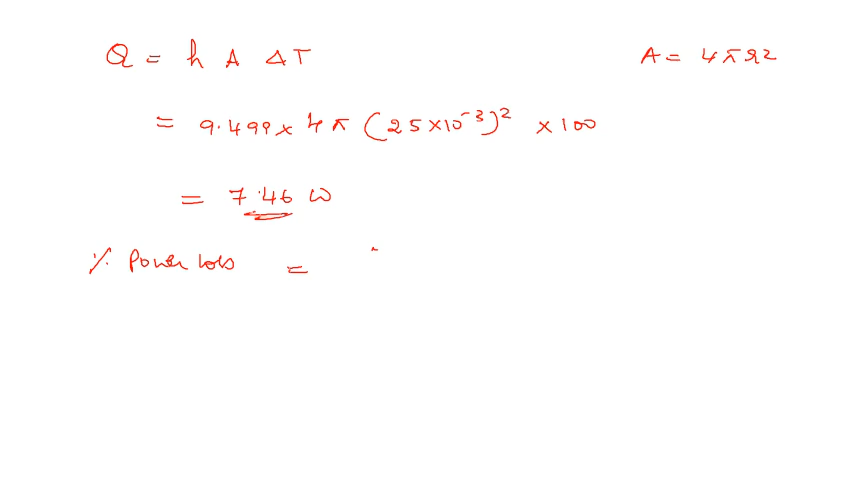 Q = h A ΔT A = 4πr2
= 9.499 × 4π (25×10-3)2 × 100
= 7.46 W
% Power loss =